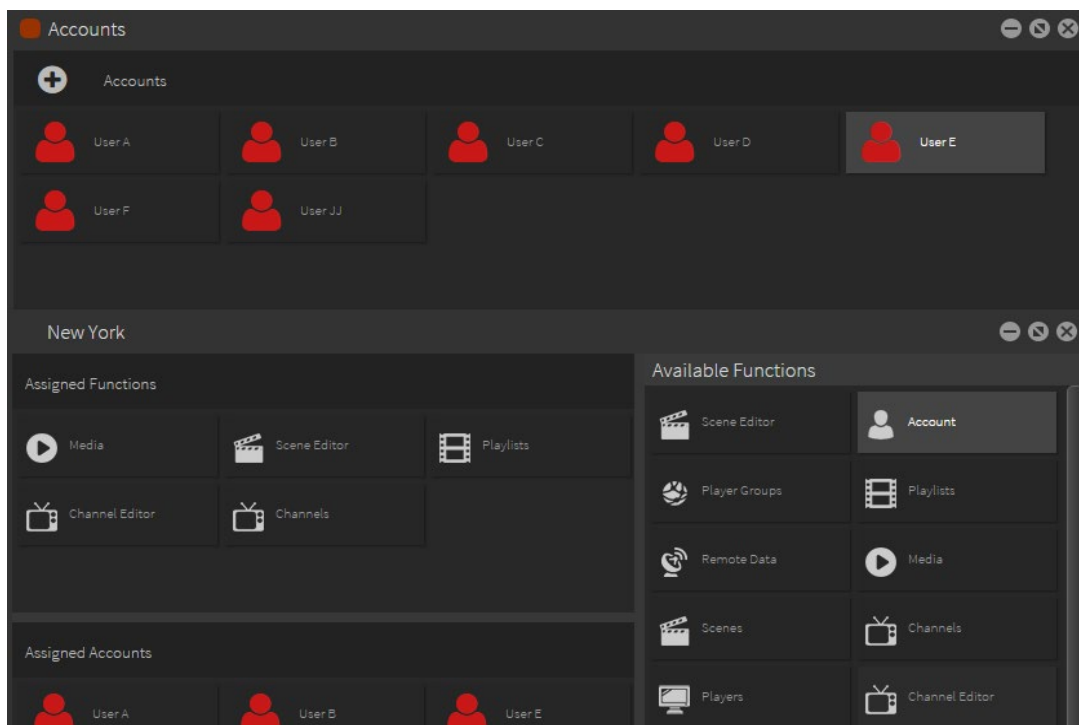 Accounts
Accounts
User A
User B
User C
User D
User E
User F
User JJ
New York
Assigned Functions
Media
Scene Editor
Playlists
Channel Editor
Channels
Assigned Accounts
User A
User B
User E
Available Functions
Scene Editor
Account
Player Groups
Playlists
Remote Data
Media
Scenes
Channels
Players
Channel Editor